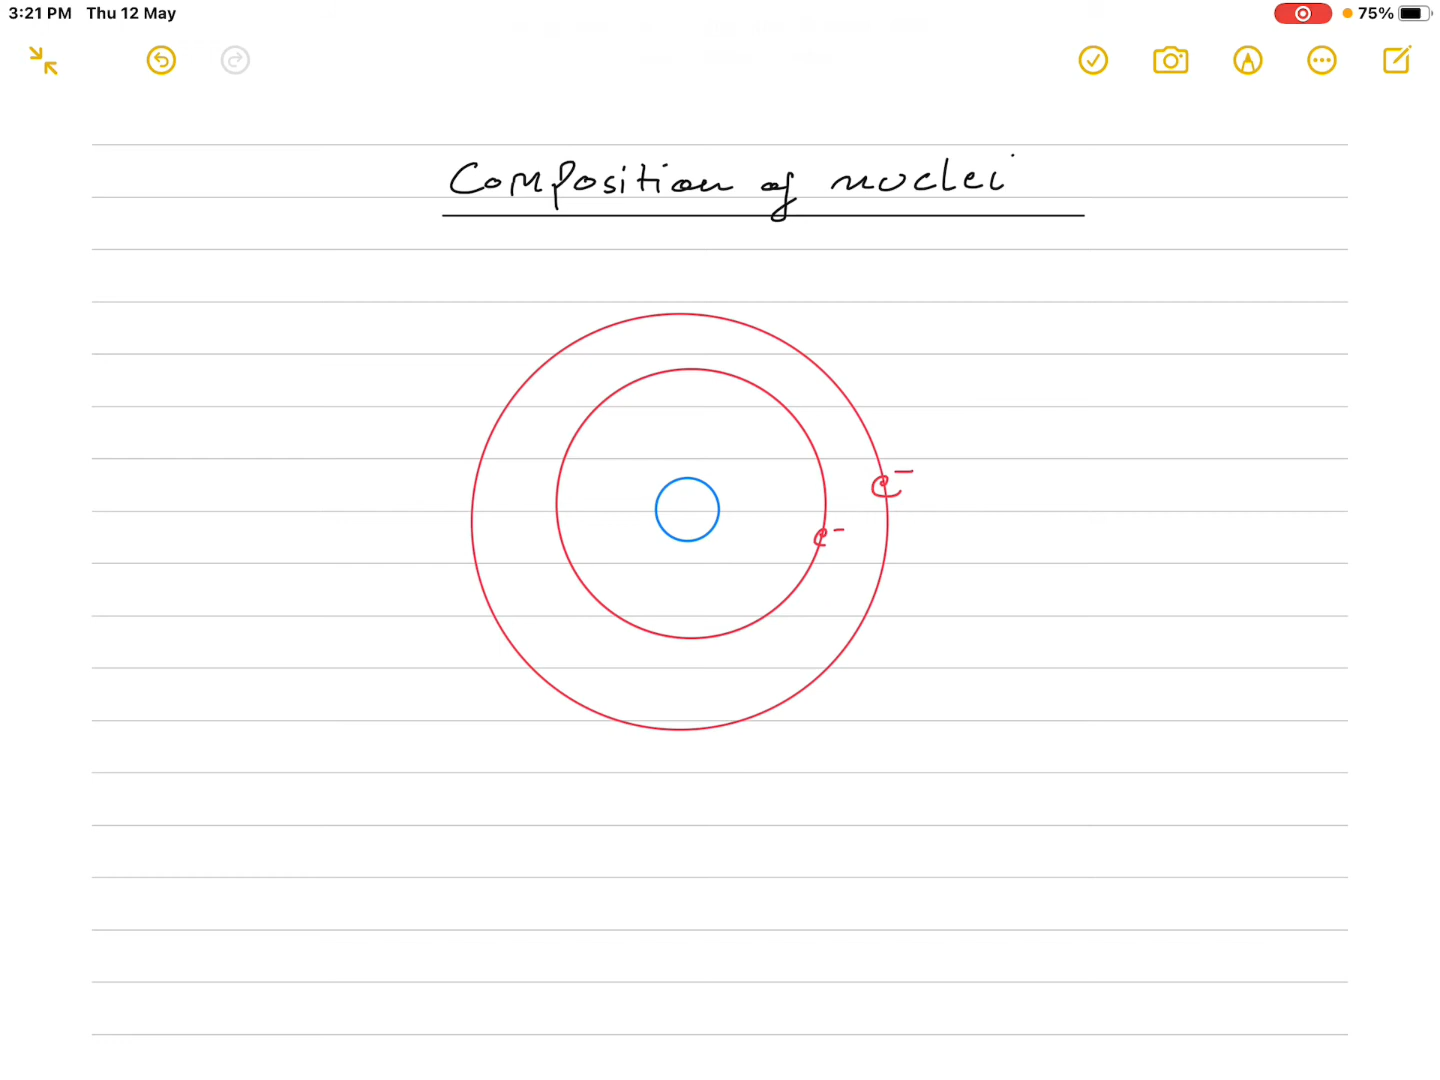 3:21 PM Thu 12 May
75%
Composition of nuclei
e⁻
e⁻